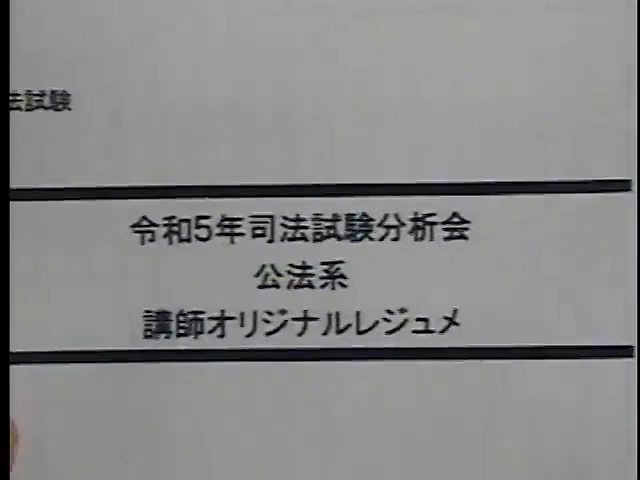 法試験
令和5年司法試験分析会
公法系
講師オリジナルレジュメ